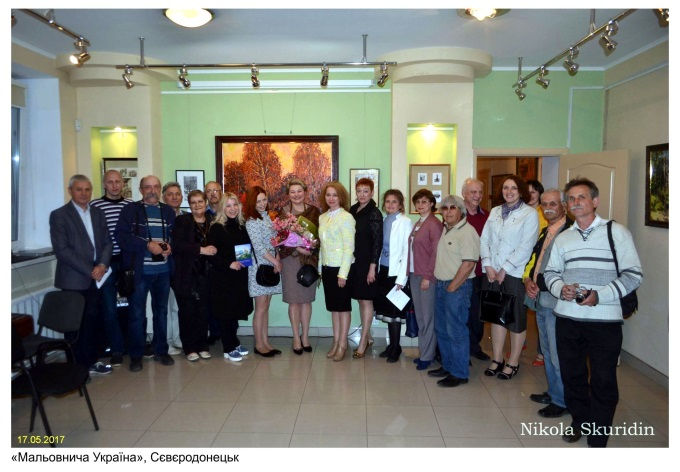 17.05.2017
Nikola Skuridin
«Мальовнича Україна», Сєвєродонецьк